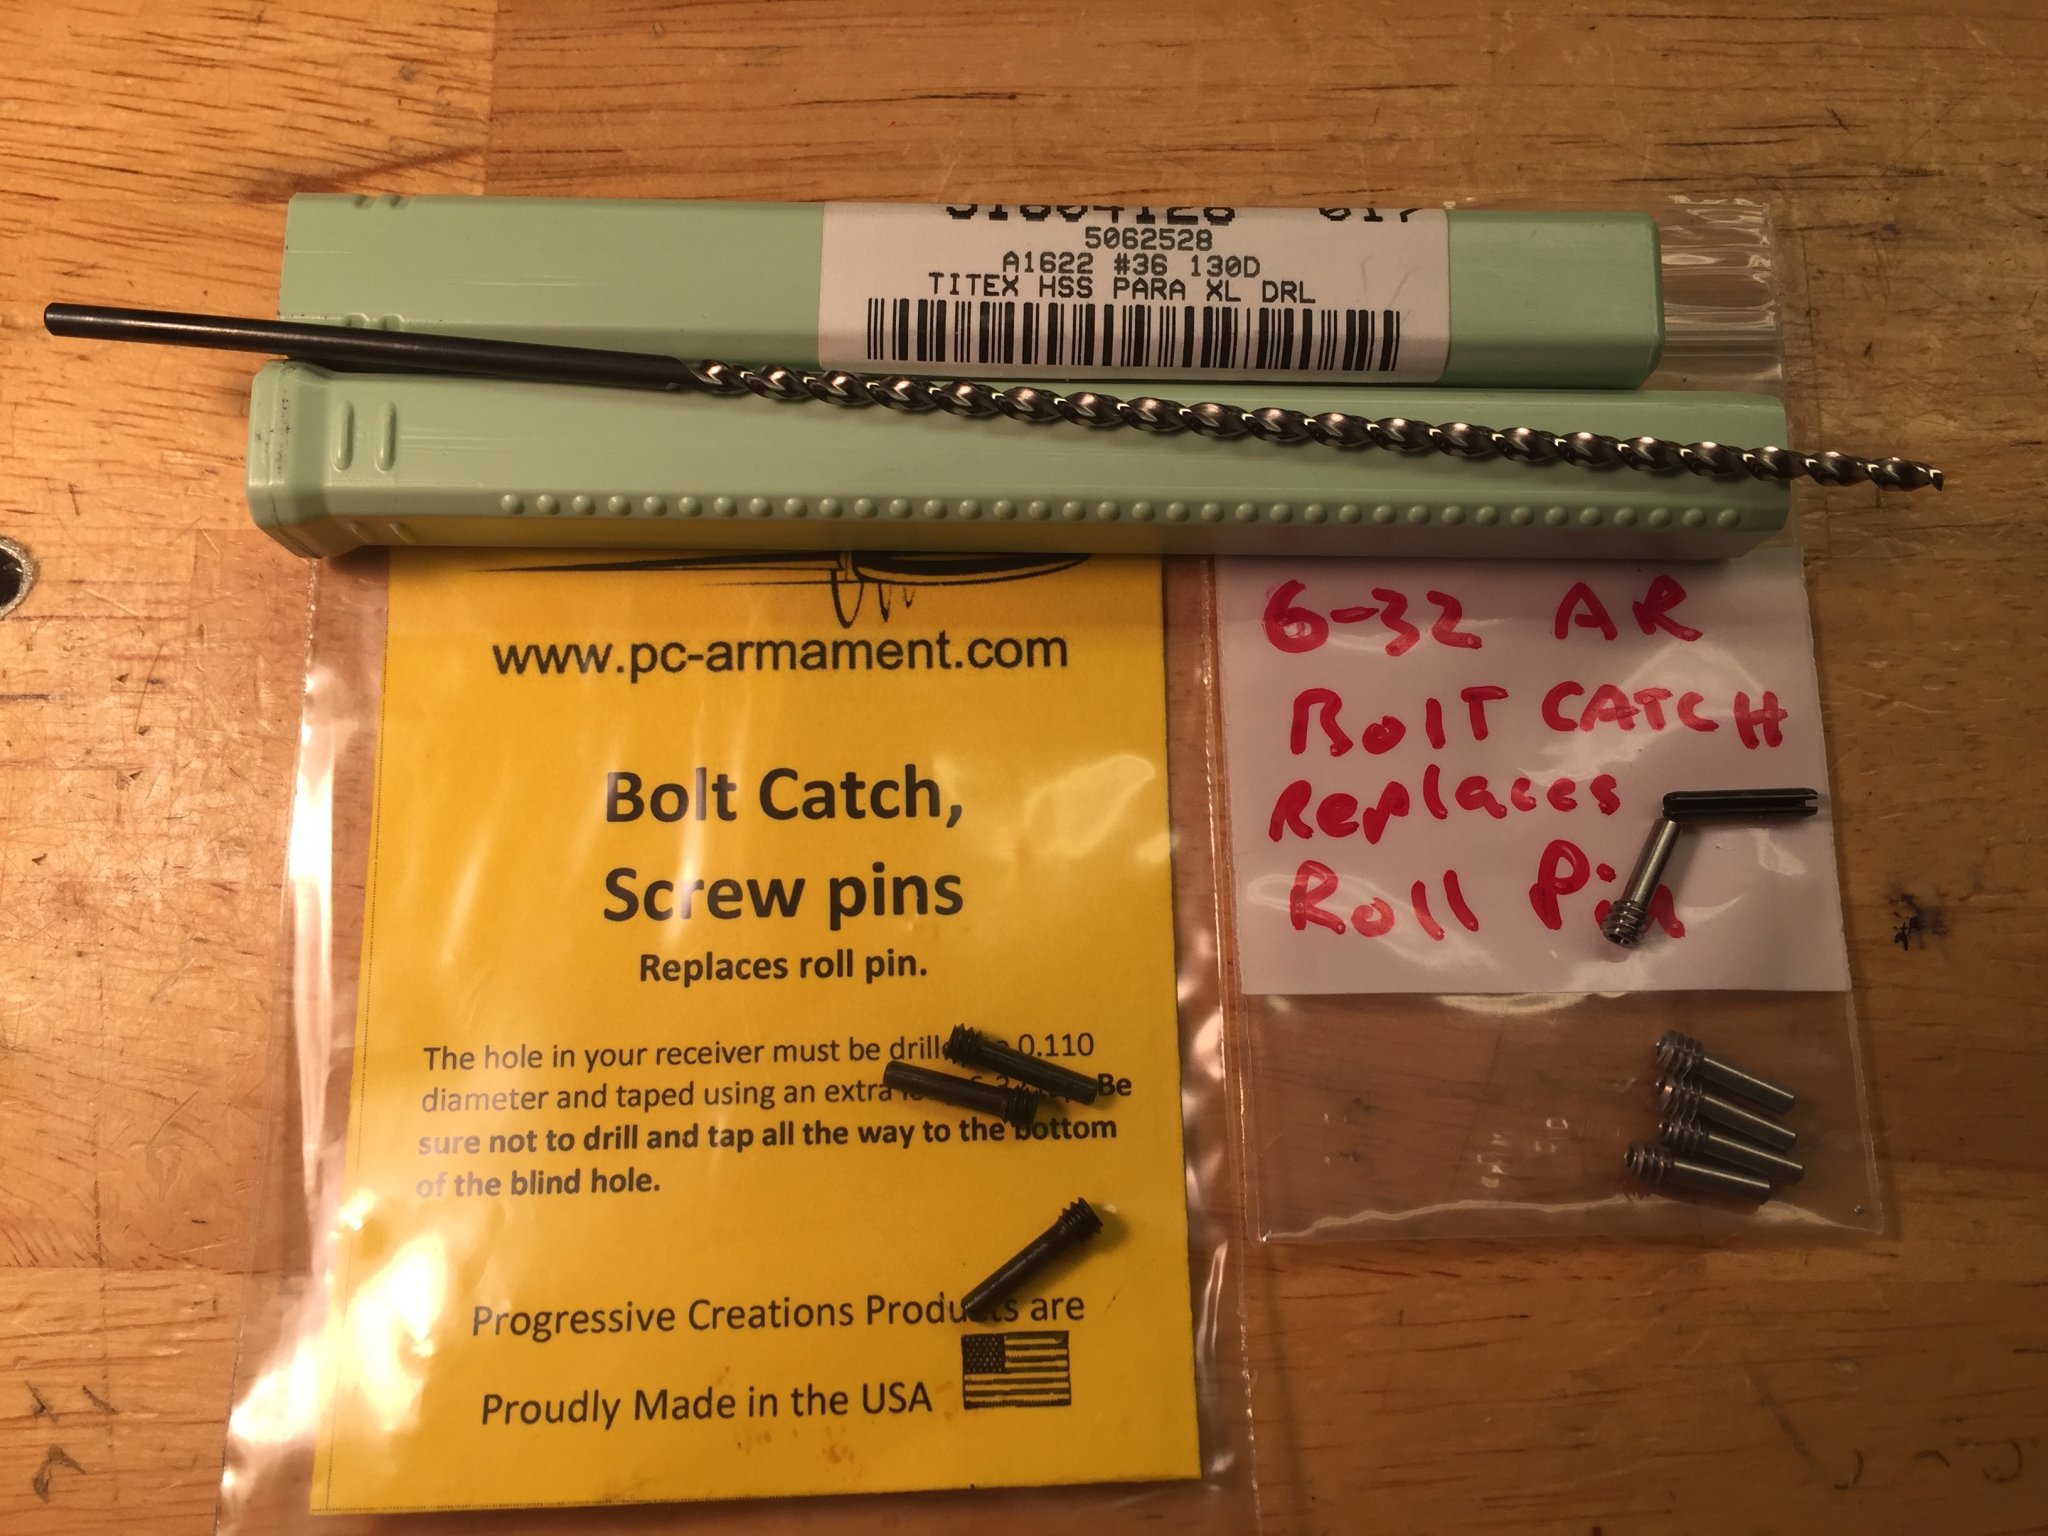 5062528
A1622 #36 130D
TITEX HSS PARA XL DRL
www.pc-armament.com
Bolt Catch,
Screw pins
Replaces roll pin.
The hole in your receiver must be 0.110
diameter and taped using an extra Be
sure not to drill and tap all the way to the bottom
of the blind hole.
Progressive Creations Products are
Proudly Made in the USA
6-32 AR
Bolt CATCH
Replaces
Roll Pin